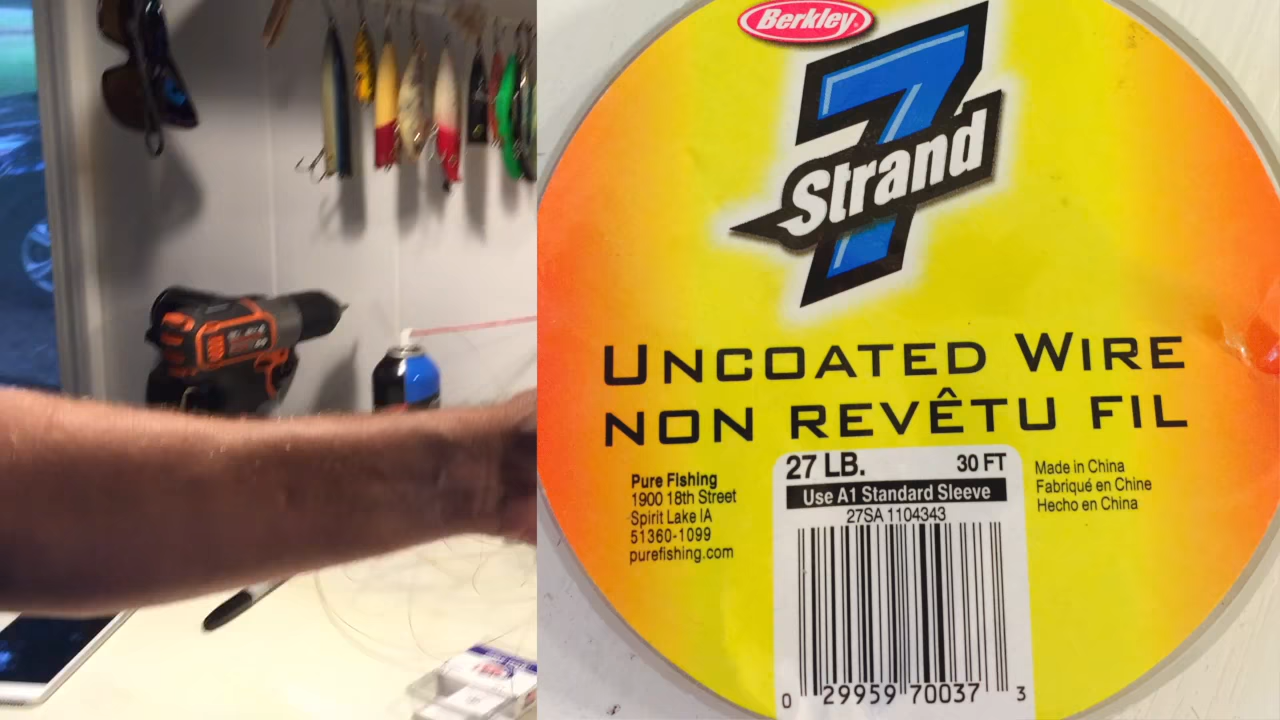 Berkley
7
Strand
UNCOATED WIRE
NON REVÊTU FIL
27 LB. 30 FT
Use A1 Standard Sleeve
27SA 1104343
Pure Fishing
1900 18th Street
Spirit Lake IA
51360-1099
purefishing.com
Made in China
Fabriqué en Chine
Hecho en China
0 29959 70037 3